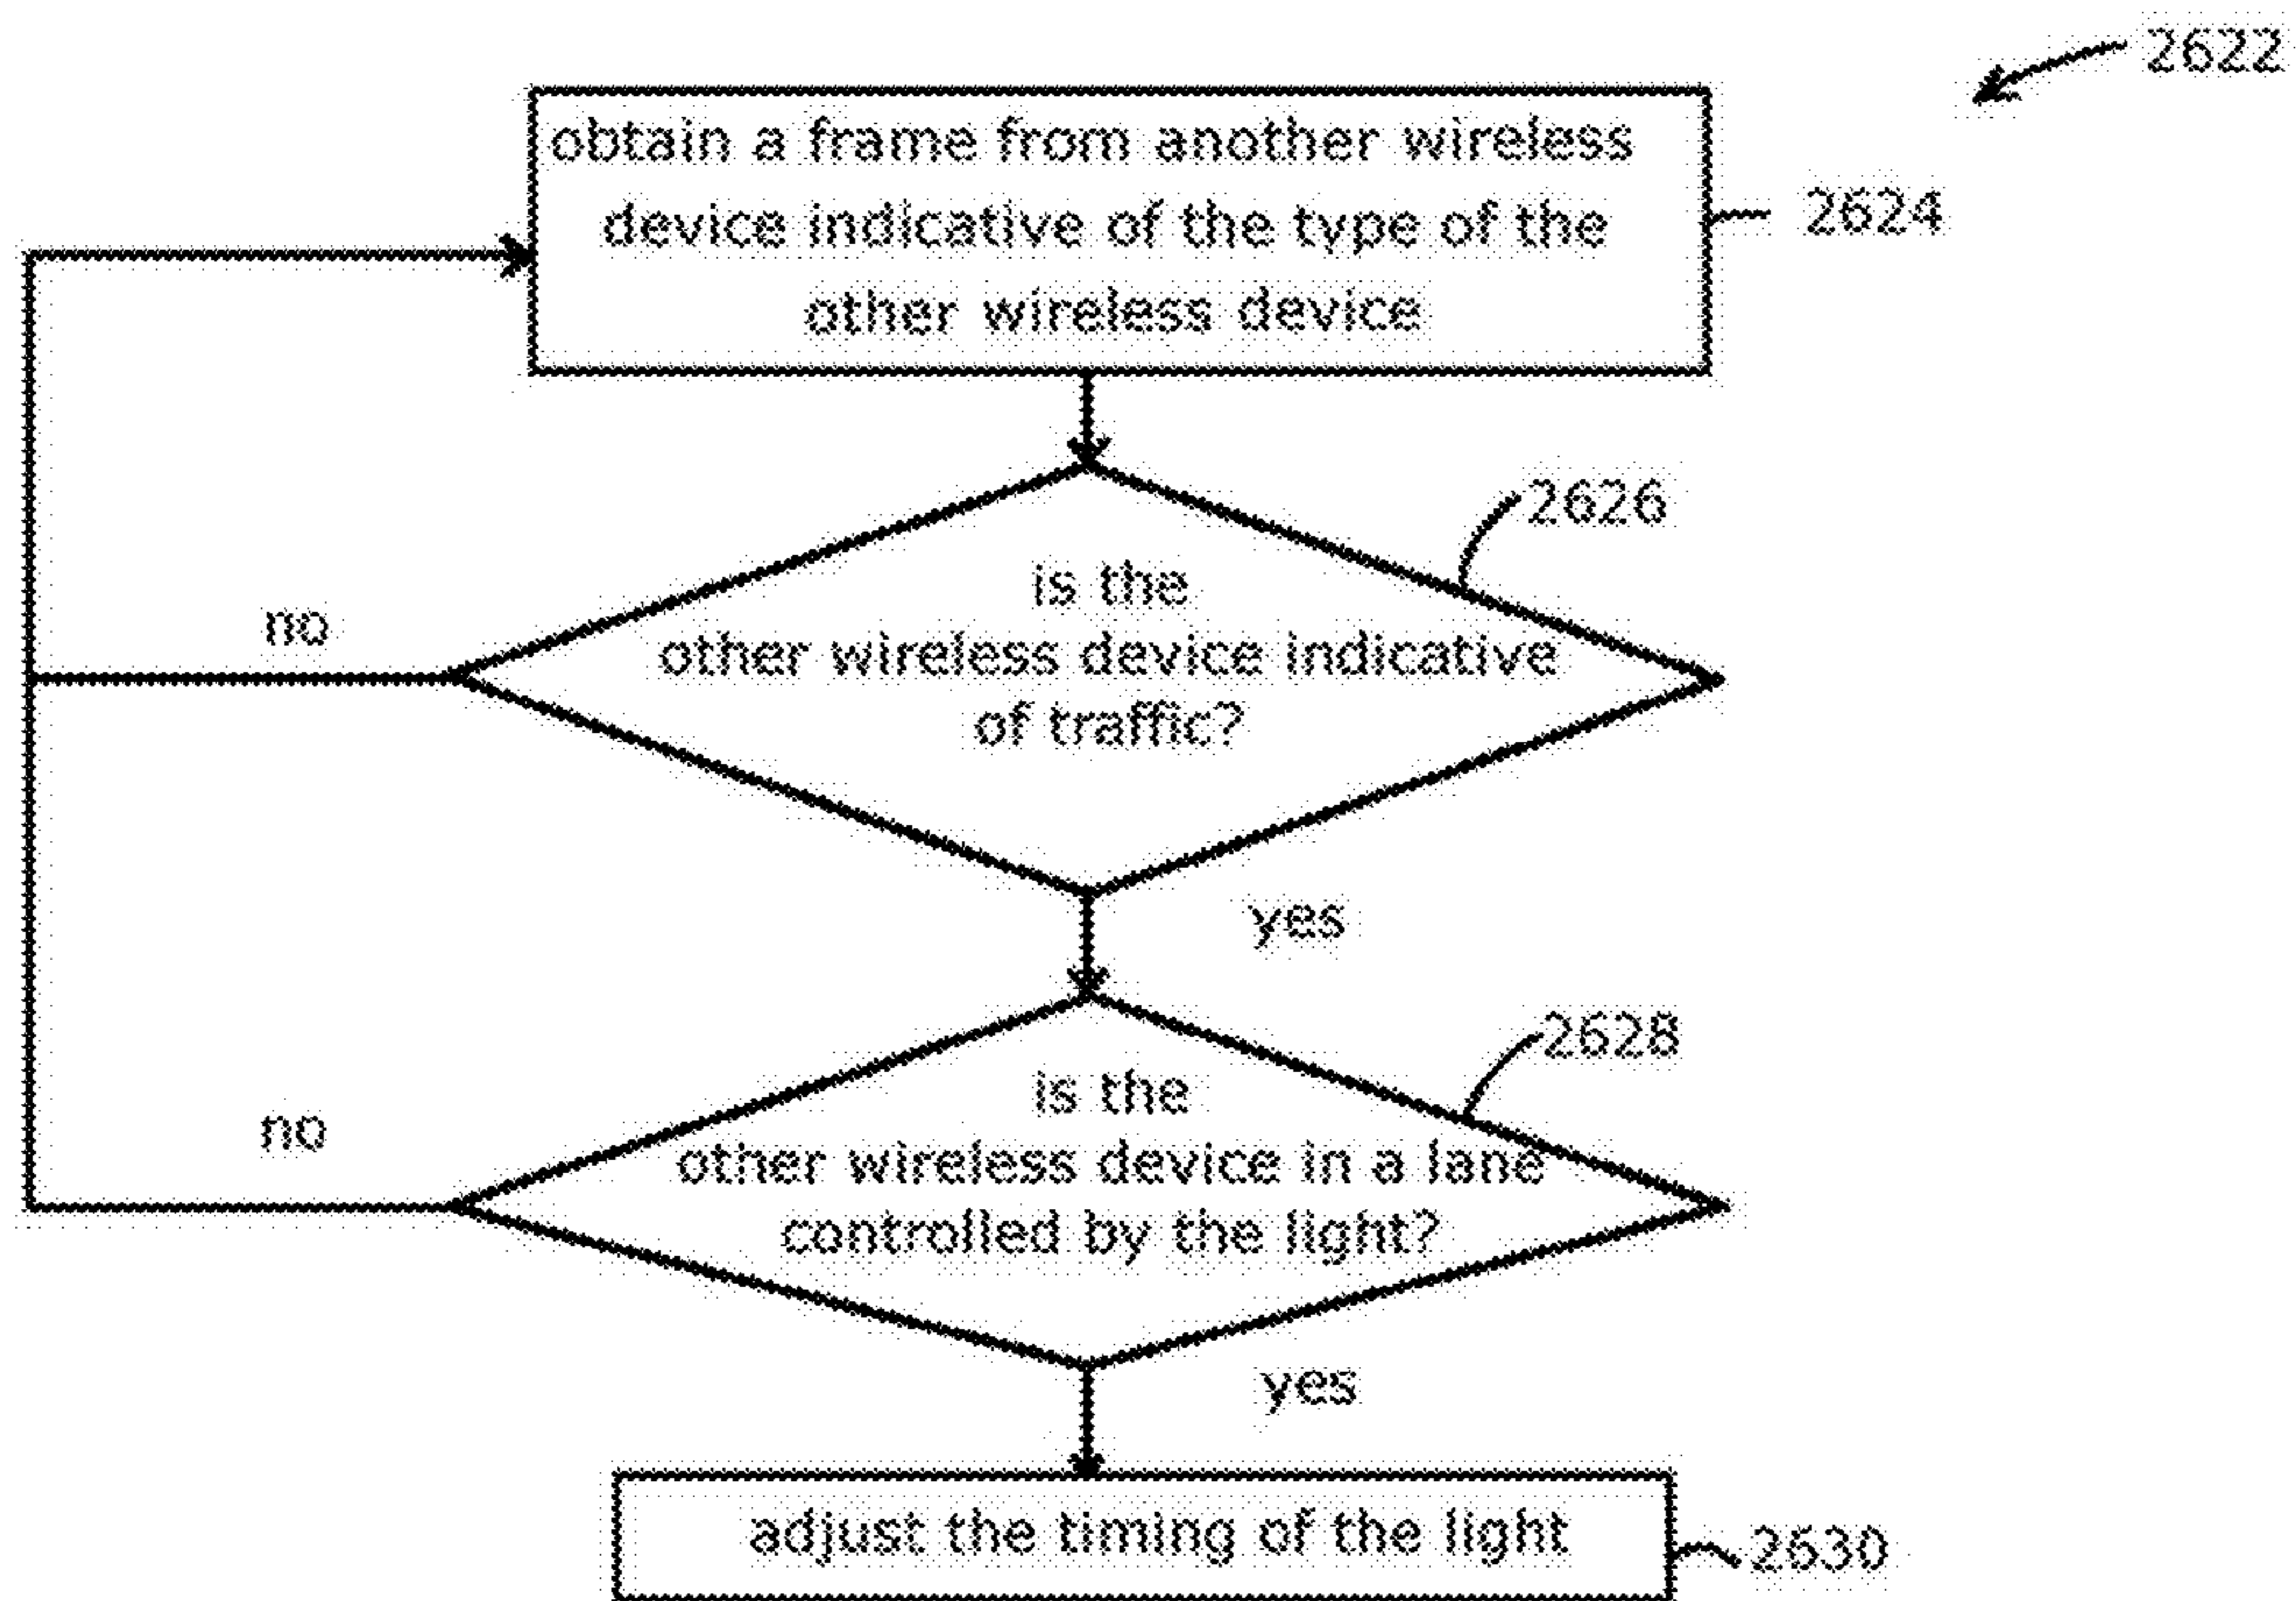 2622
obtain a frame from another wireless
device indicative of the type of the
other wireless device
2624
2626
is the
other wireless device indicative
of traffic?
no
yes
2628
is the
other wireless device in a lane
controlled by the light?
no
yes
adjust the timing of the light
2630